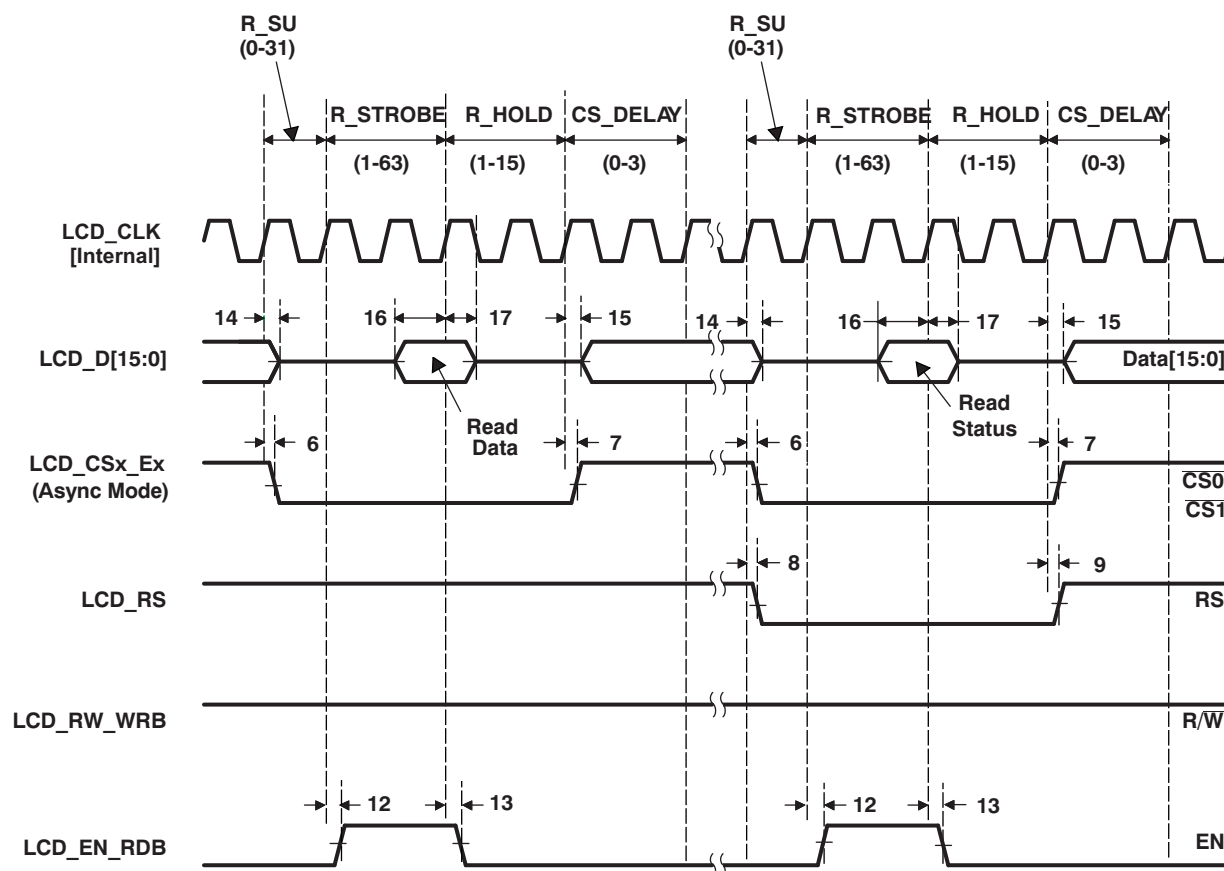 R_SU
(0-31)
R_SU
(0-31)
R_STROBE R_HOLD CS_DELAY R_STROBE R_HOLD CS_DELAY
(1-63) (1-15) (0-3) (1-63) (1-15) (0-3)
LCD_CLK
[Internal]
14 16 17 15 14 16 17 15
LCD_D[15:0] Data[15:0]
Read
Data
Read
Status
6 7 6 7
LCD_CSx_Ex
(Async Mode)
CS0
CS1
8 9
LCD_RS RS
LCD_RW_WRB R/W
12 13 12 13
LCD_EN_RDB EN